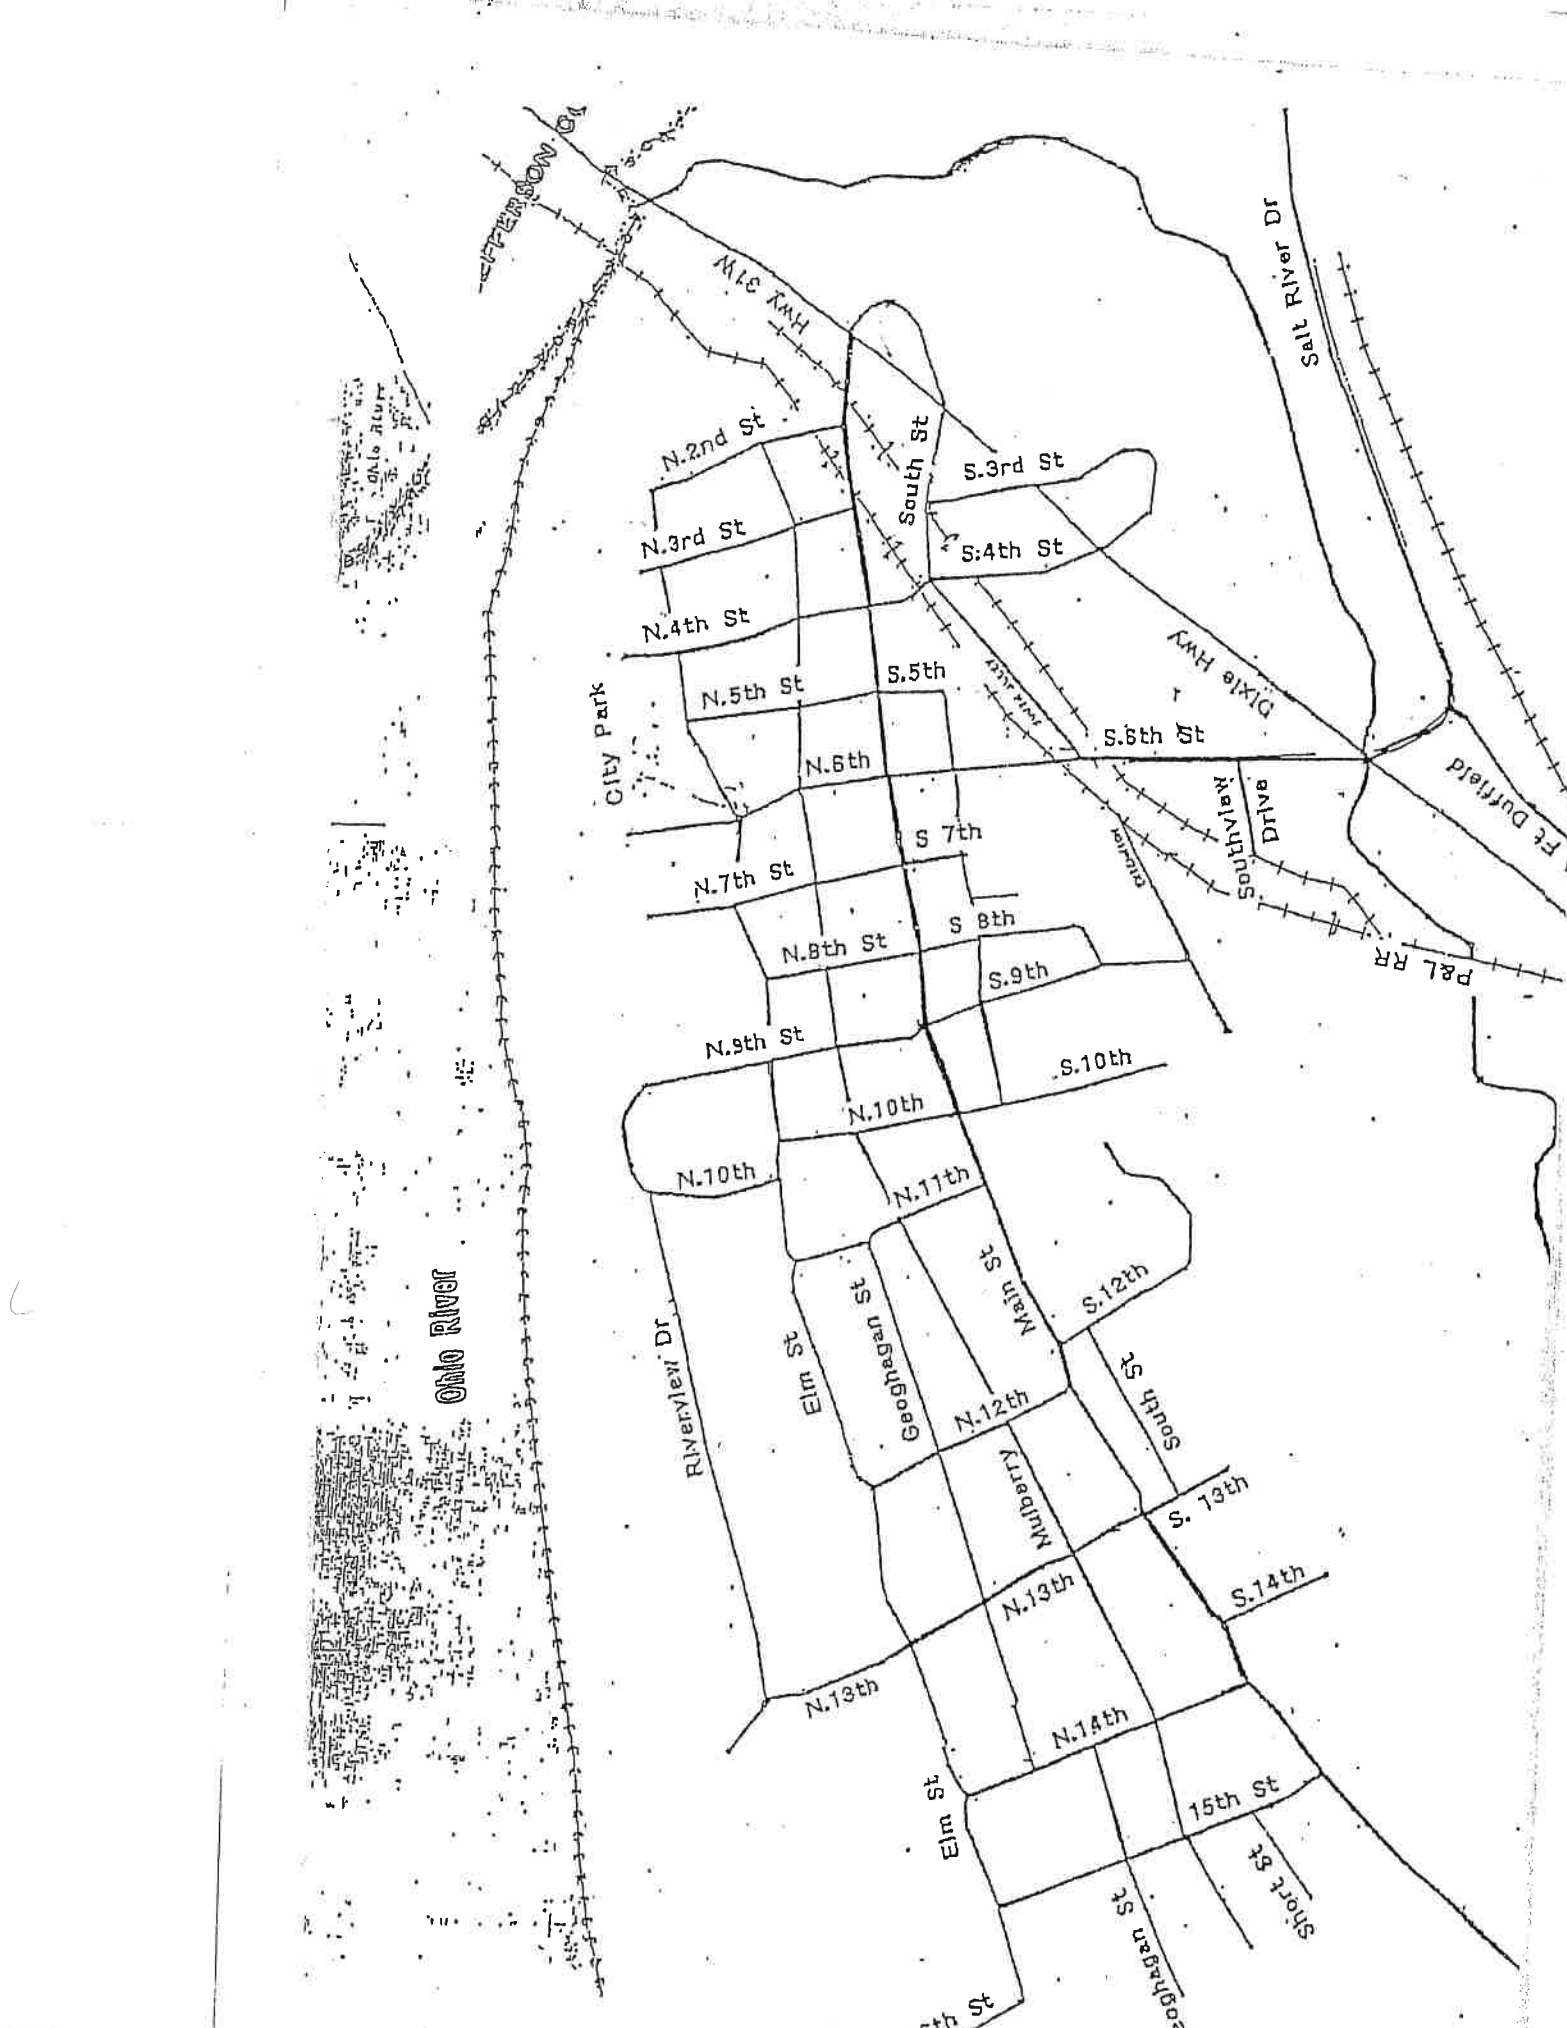 Hwy 31W
Salt River Dr
N.2nd St
South St
S.3rd St
N.3rd St
S.4th St
N.4th St
Dixie Hwy
S.5th
N.5th St
City Park
S.6th St
N.6th
Southview
Drive
Ft Duffield
S 7th
N.7th St
S 8th
N.8th St
S.9th
P&L RR
N.9th St
S.10th
N.10th
N.10th
N.11th
Main St
S.12th
Ohio River
Riverview Dr
Elm St
Geoghagan St
South St
N.12th
Mulberry
S. 13th
N.13th
S.14th
N.13th
N.14th
Elm St
15th St
Short St
St